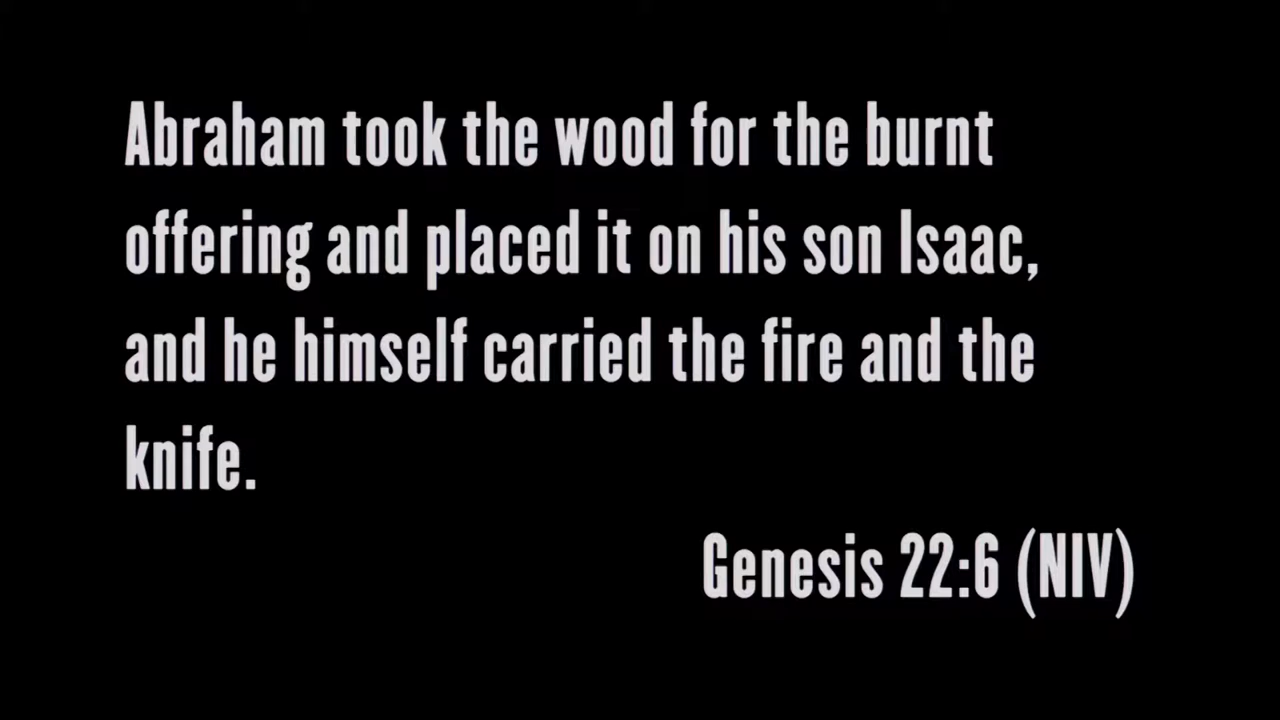 Abraham took the wood for the burnt
offering and placed it on his son Isaac,
and he himself carried the fire and the
knife.
Genesis 22:6 (NIV)